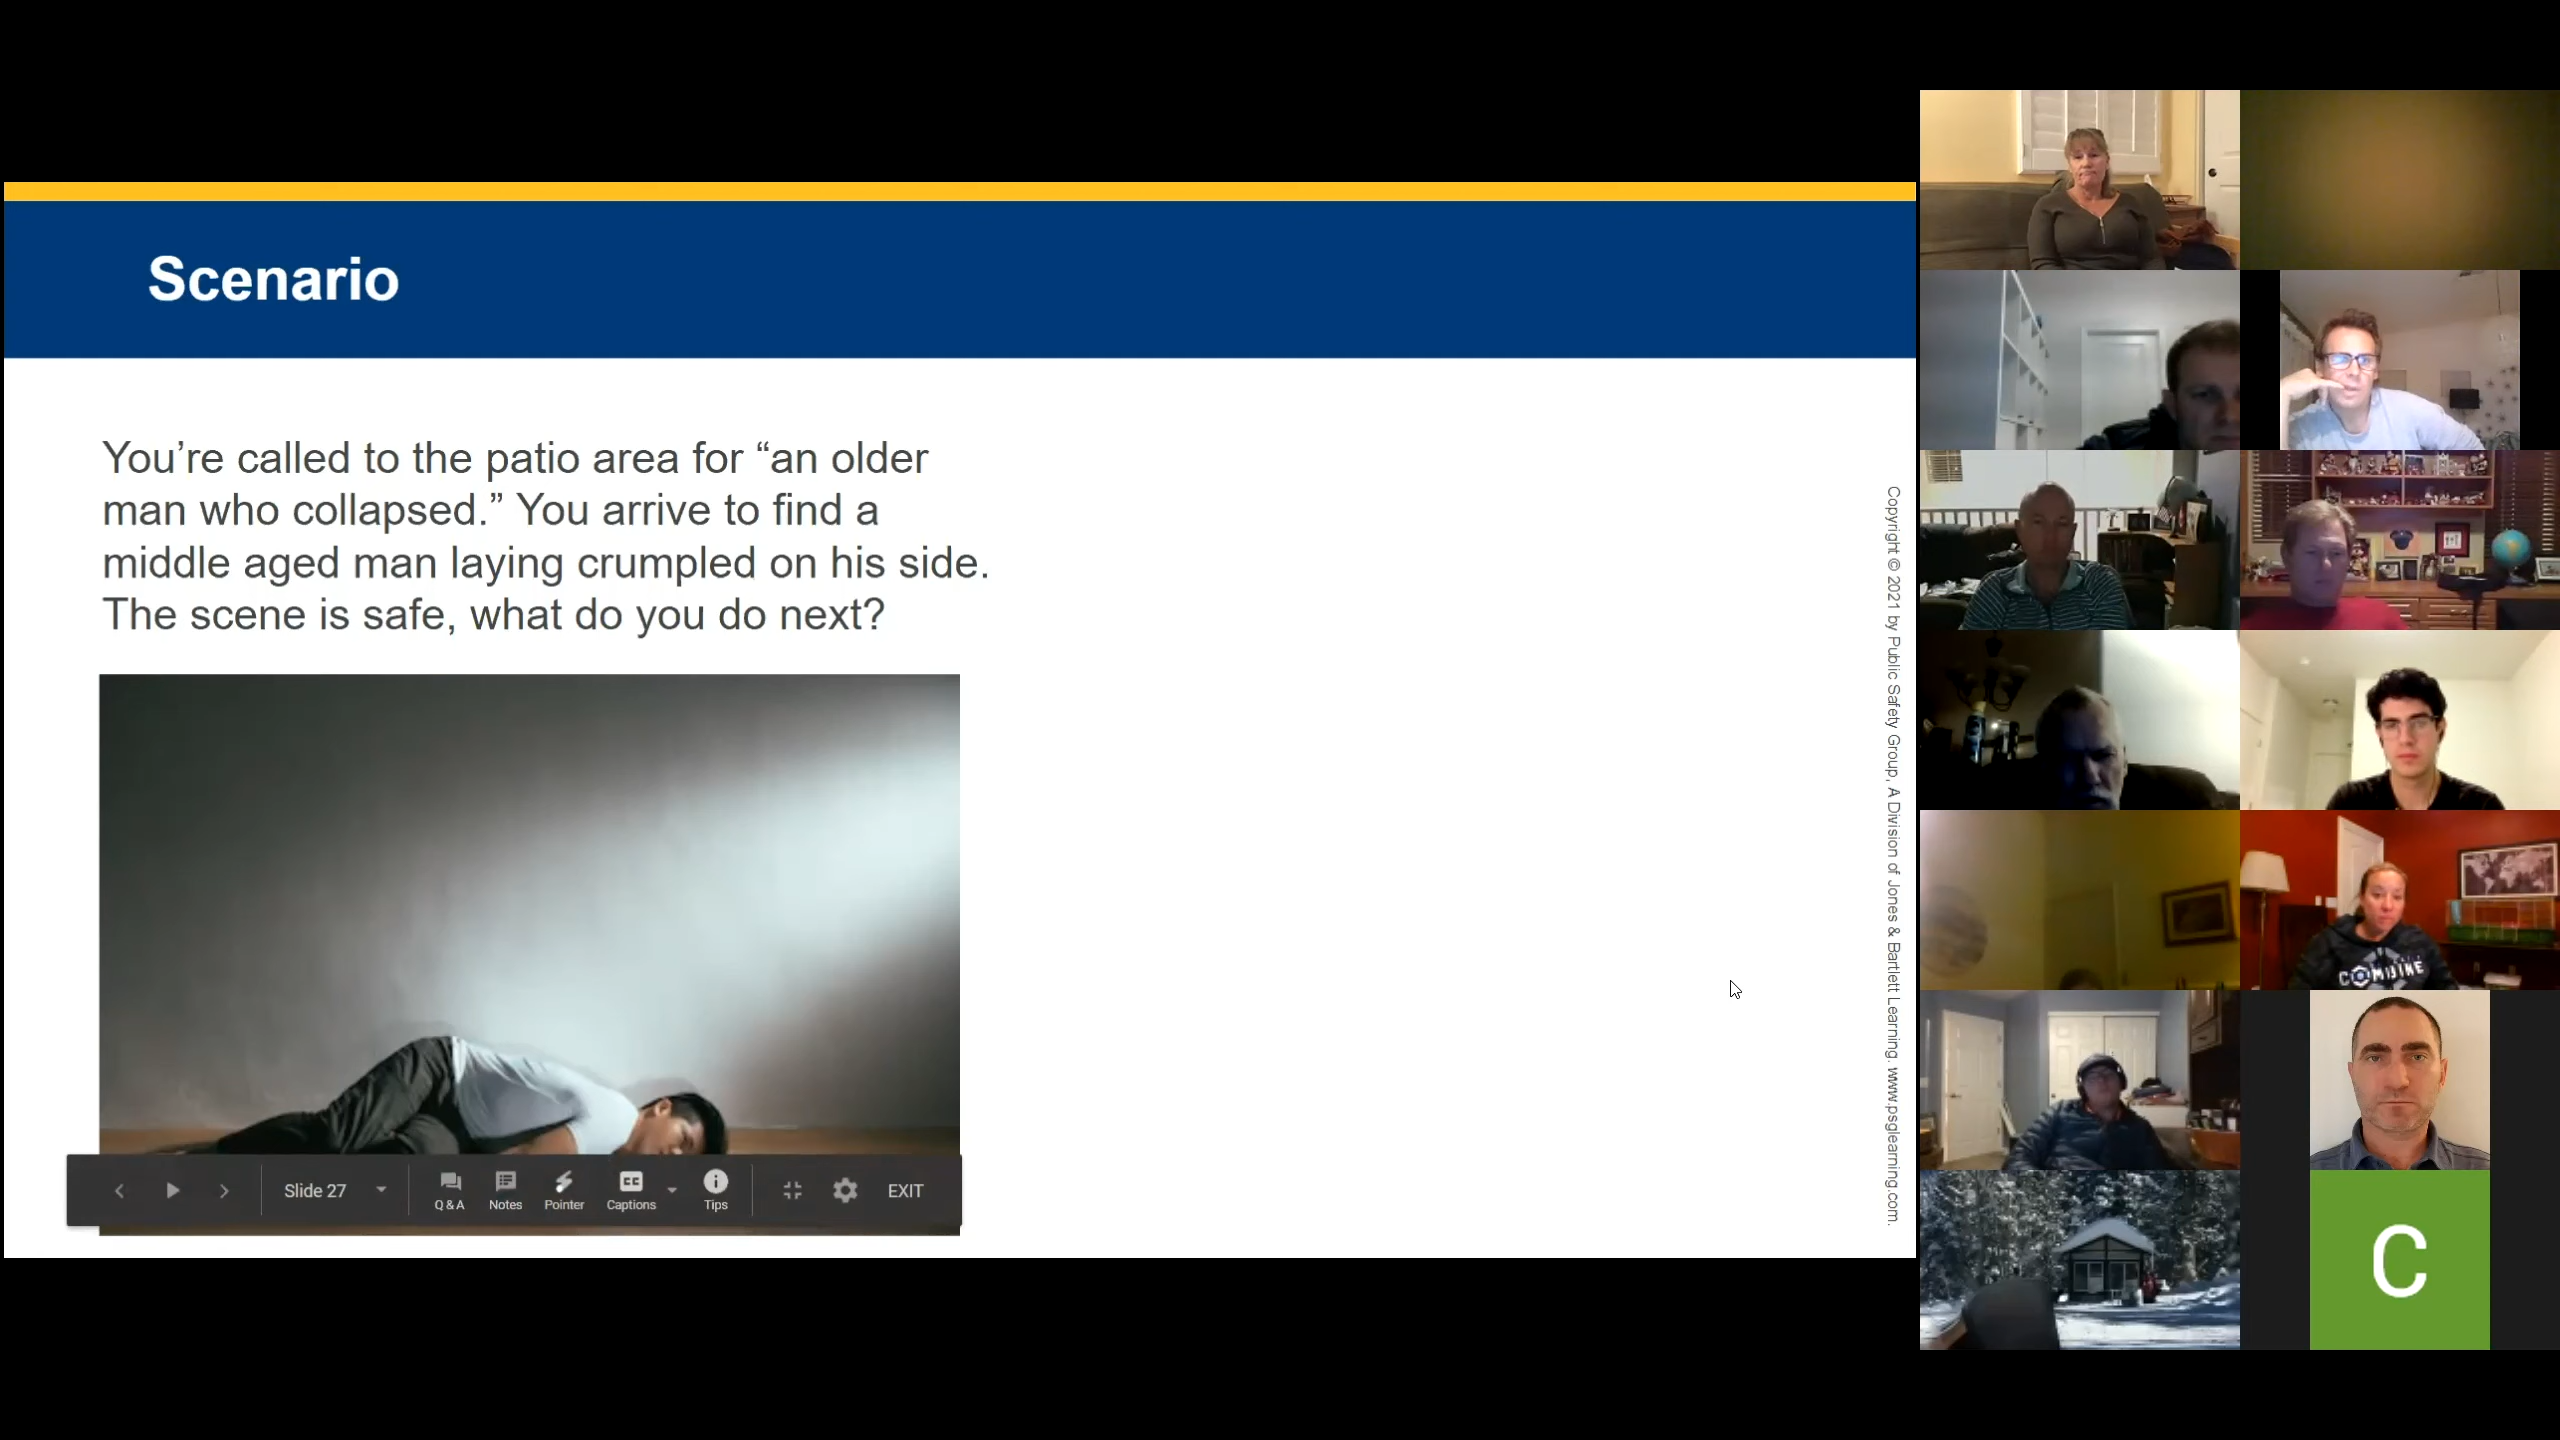 Scenario
You’re called to the patio area for “an older
man who collapsed.” You arrive to find a
middle aged man laying crumpled on his side.
The scene is safe, what do you do next?
Copyright © 2021 by Public Safety Group, A Division of Jones & Bartlett Learning. www.psglearning.com.
Slide 27
Q & A
Notes
Pointer
CC
Captions
Tips
EXIT
COMBINE
C